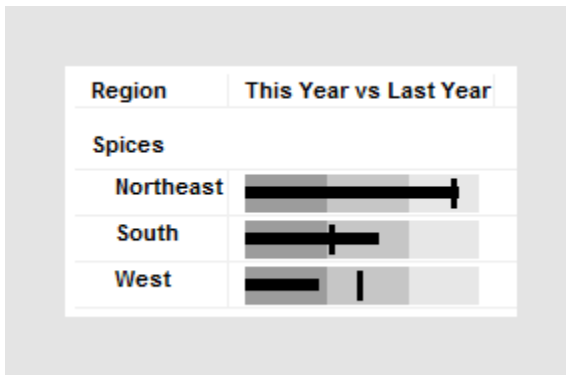 Region This Year vs Last Year
Spices
Northeast
South
West